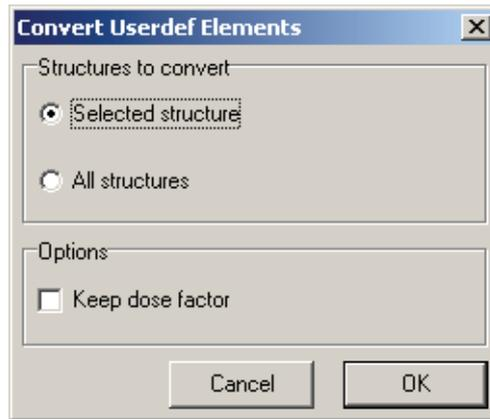 Convert Userdef Elements
Structures to convert
Selected structure
All structures
Options
Keep dose factor
Cancel OK